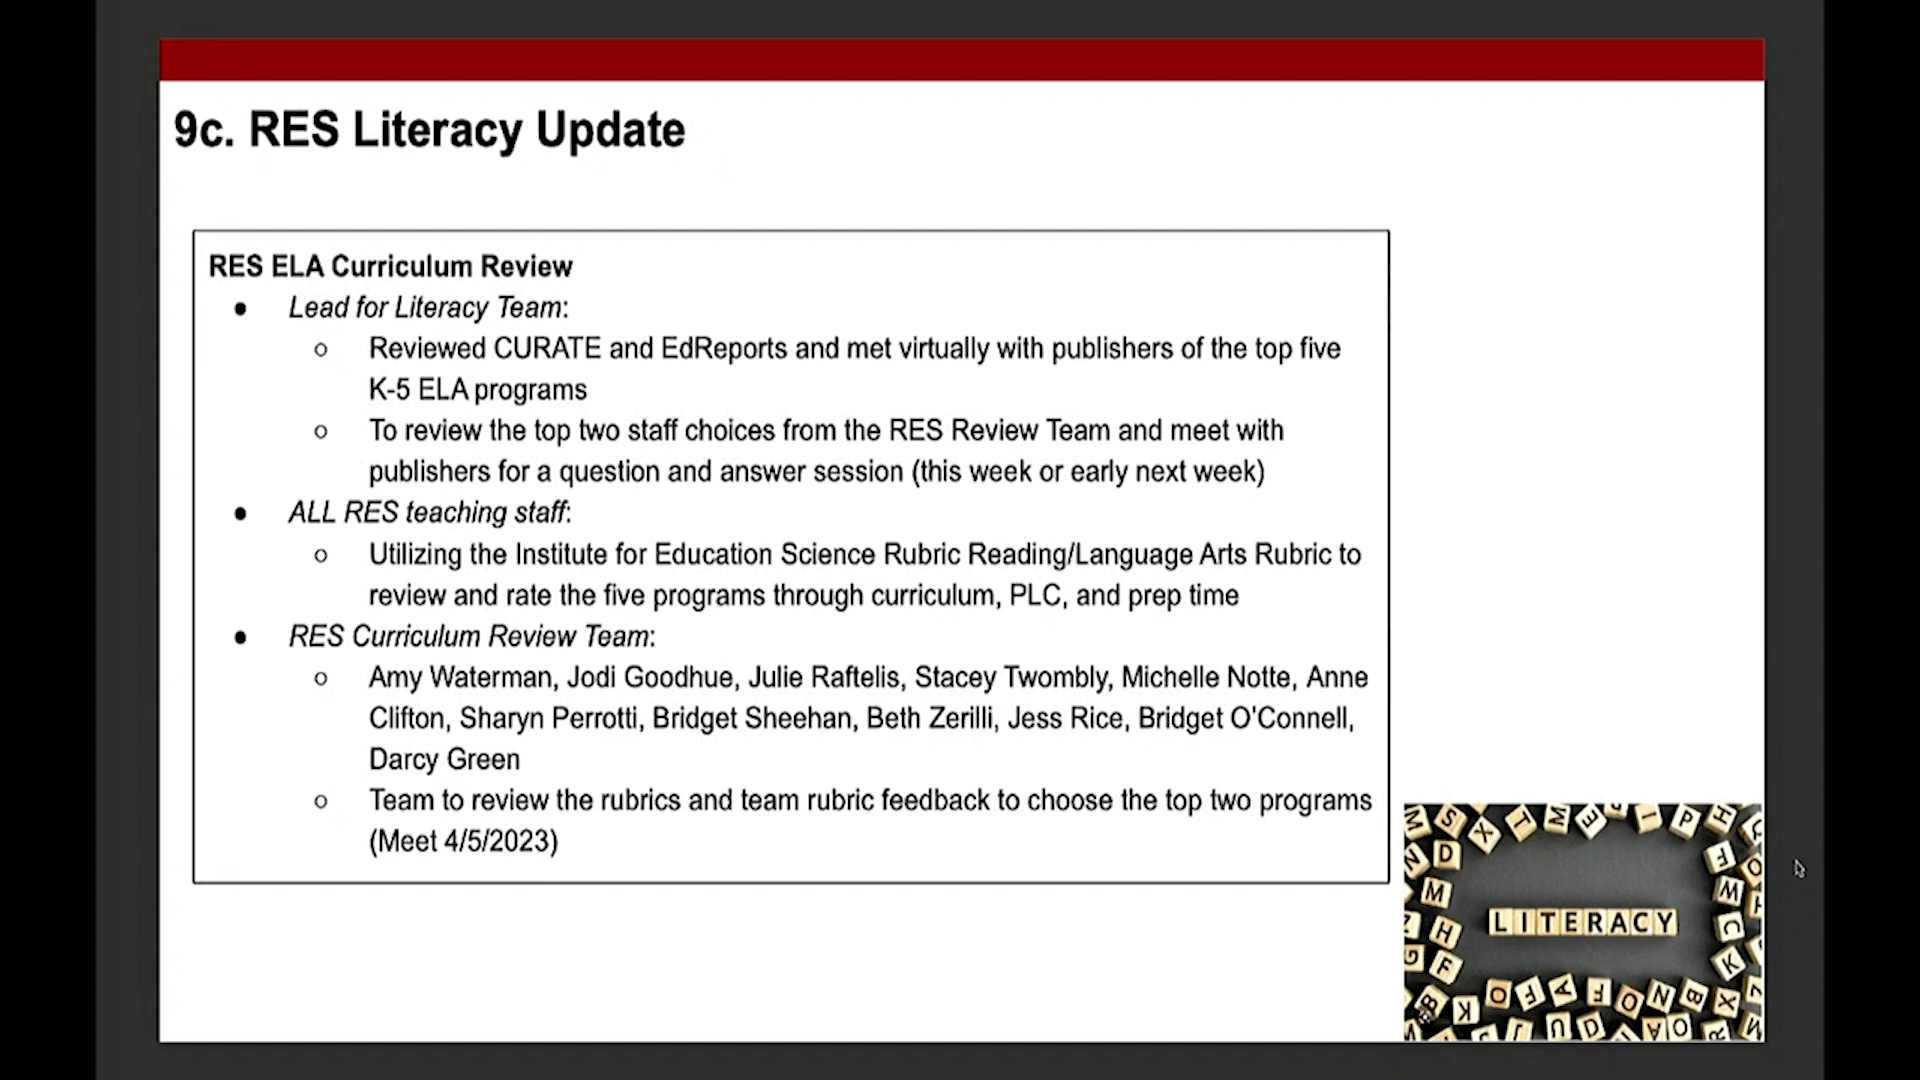 9c. RES Literacy Update
RES ELA Curriculum Review
● Lead for Literacy Team:
o Reviewed CURATE and EdReports and met virtually with publishers of the top five
K-5 ELA programs
o To review the top two staff choices from the RES Review Team and meet with
publishers for a question and answer session (this week or early next week)
● ALL RES teaching staff:
o Utilizing the Institute for Education Science Rubric Reading/Language Arts Rubric to
review and rate the five programs through curriculum, PLC, and prep time
● RES Curriculum Review Team:
o Amy Waterman, Jodi Goodhue, Julie Raftelis, Stacey Twombly, Michelle Notte, Anne
Clifton, Sharyn Perrotti, Bridget Sheehan, Beth Zerilli, Jess Rice, Bridget O'Connell,
Darcy Green
o Team to review the rubrics and team rubric feedback to choose the top two programs
(Meet 4/5/2023)
LITERACY